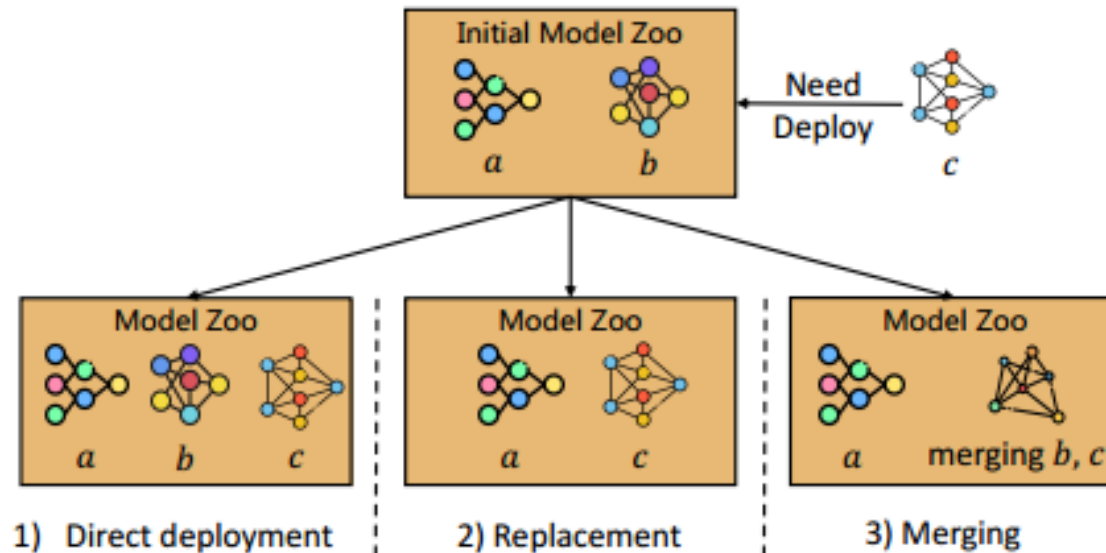 Initial Model Zoo
a
b
Need
Deploy
c
Model Zoo
a
b
c
Model Zoo
a
c
Model Zoo
a
merging b, c
1) Direct deployment
2) Replacement
3) Merging